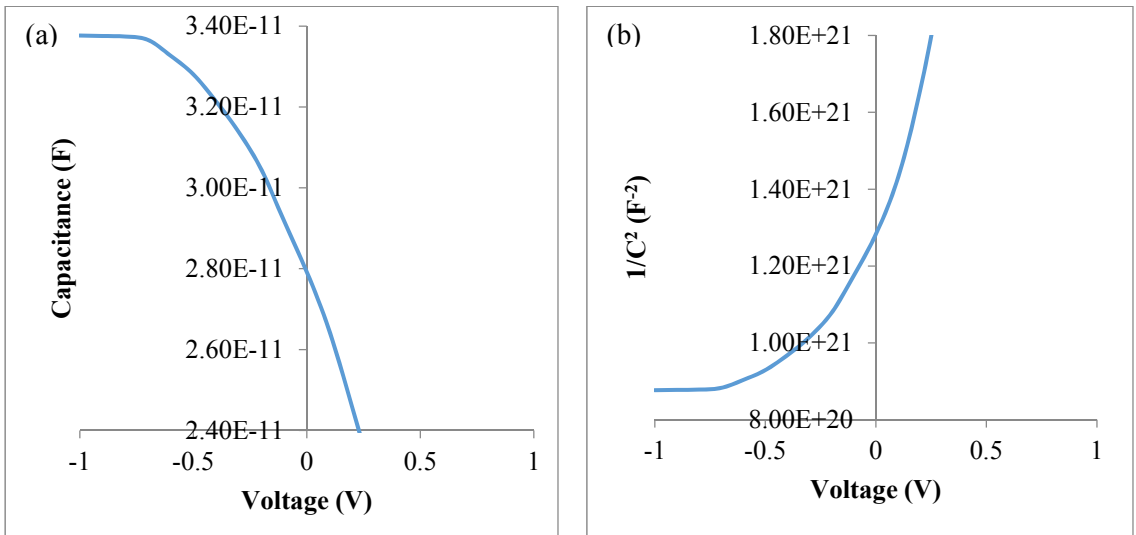 (a)
3.40E-11
3.20E-11
3.00E-11
2.80E-11
2.60E-11
2.40E-11
Capacitance (F)
-1 -0.5 0 0.5 1
Voltage (V)
(b)
1.80E+21
1.60E+21
1.40E+21
1.20E+21
1.00E+21
8.00E+20
1/C² (F⁻²)
-1 -0.5 0 0.5 1
Voltage (V)